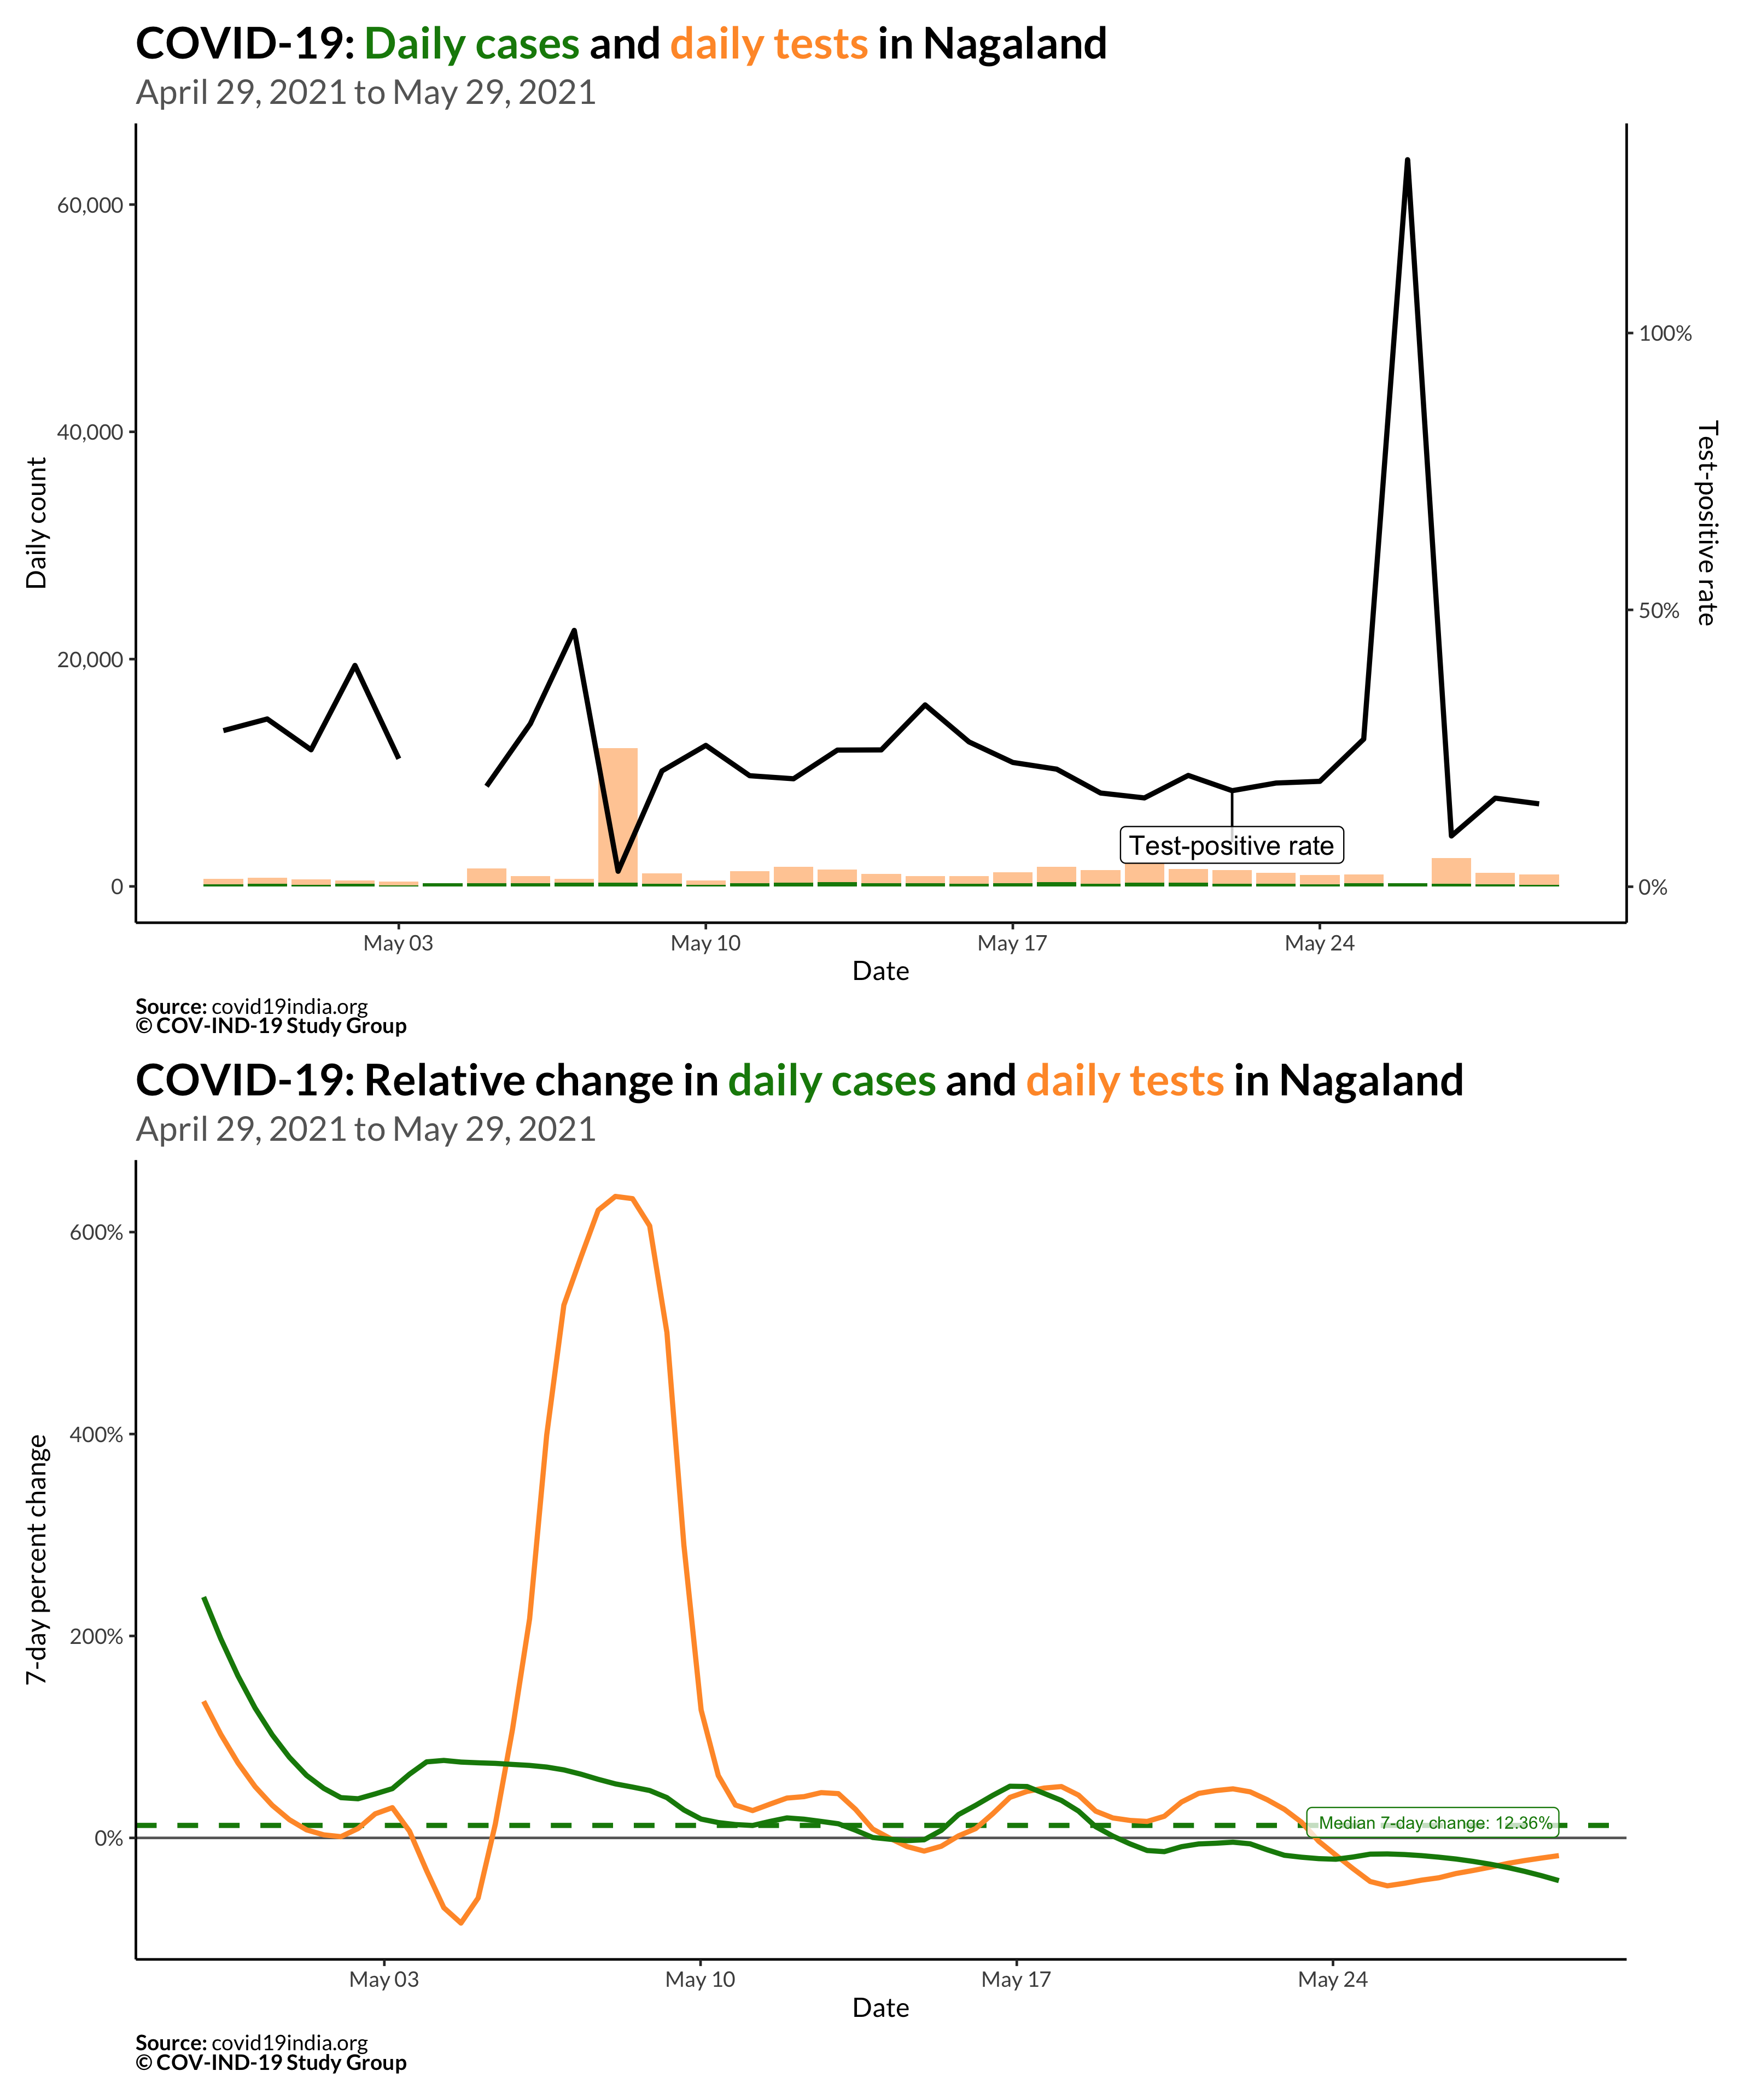 COVID-19: Daily cases and daily tests in Nagaland
April 29, 2021 to May 29, 2021
60,000
40,000
20,000
0
Daily count
100%
50%
0%
Test-positive rate
Test-positive rate
May 03
May 10
May 17
May 24
Date
Source: covid19india.org
© COV-IND-19 Study Group
COVID-19: Relative change in daily cases and daily tests in Nagaland
April 29, 2021 to May 29, 2021
600%
400%
200%
0%
7-day percent change
Median 7-day change: 12.36%
May 03
May 10
May 17
May 24
Date
Source: covid19india.org
© COV-IND-19 Study Group